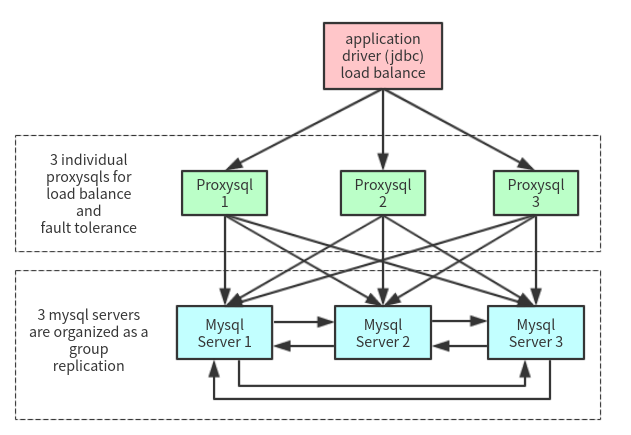 application
driver (jdbc)
load balance
3 individual
proxysqls for
load balance
and
fault tolerance
Proxysql
1
Proxysql
2
Proxysql
3
3 mysql servers
are organized as a
group
replication
Mysql
Server 1
Mysql
Server 2
Mysql
Server 3